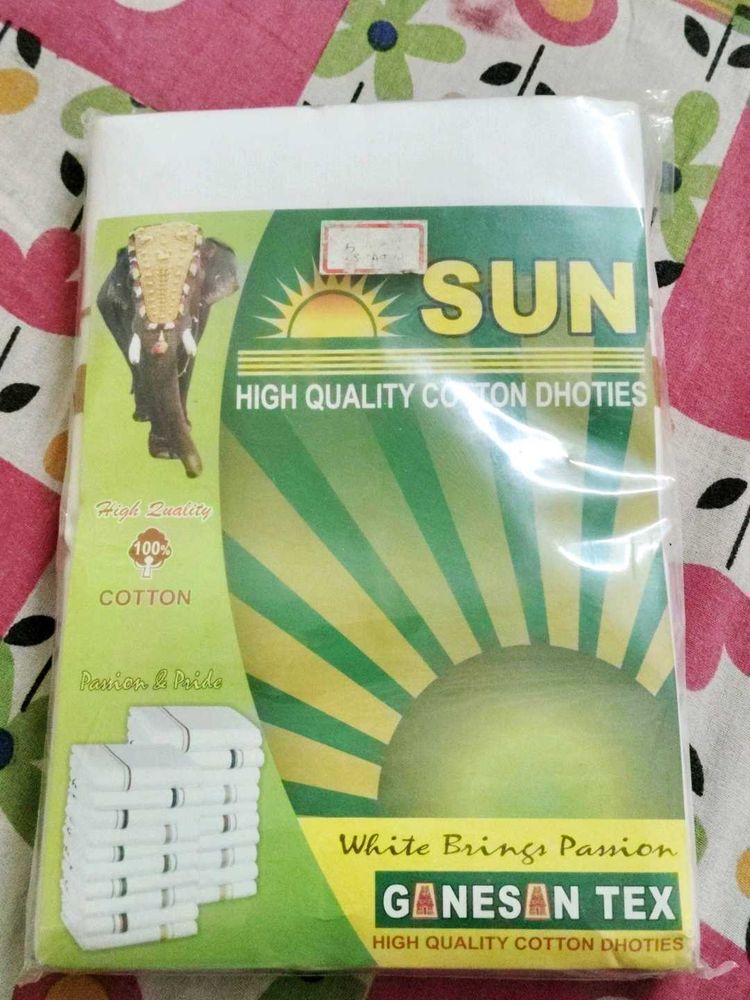 SUN
HIGH QUALITY COTTON DHOTIES
High Quality
100%
COTTON
Passion & Pride
White Brings Passion
GANESAN TEX
HIGH QUALITY COTTON DHOTIES